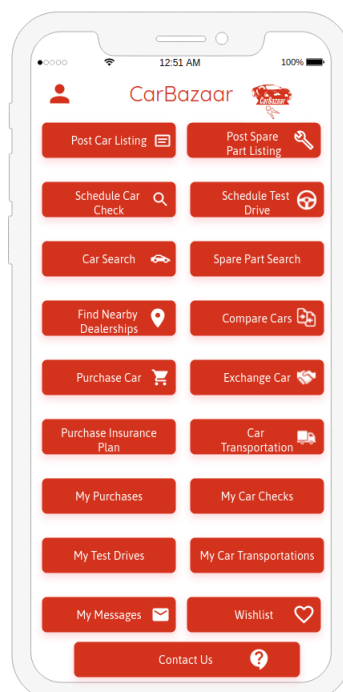 12:51 AM
100%
CarBazaar
CarBazaar
Post Car Listing
Post Spare
Part Listing
Schedule Car
Check
Schedule Test
Drive
Car Search
Spare Part Search
Find Nearby
Dealerships
Compare Cars
Purchase Car
Exchange Car
Purchase Insurance
Plan
Car
Transportation
My Purchases
My Car Checks
My Test Drives
My Car Transportations
My Messages
Wishlist
Contact Us